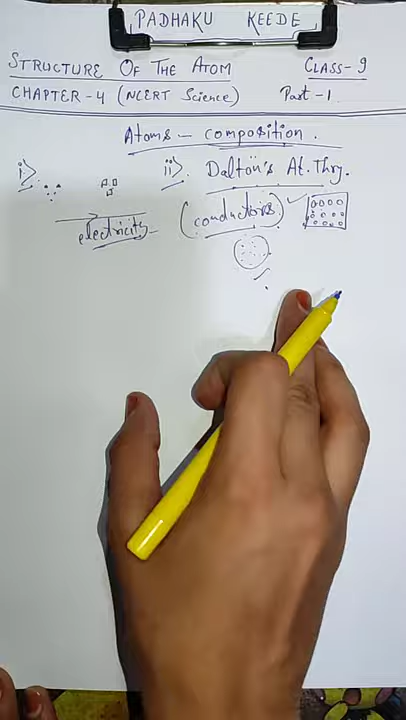 PADHAKU KEEDE
STRUCTURE OF THE ATOM
CLASS-9
CHAPTER-4 (NCERT Science)
Part-1.
Atoms - composition.
i>
ii>. Dalton's At. Thry.
electricity
(conductors)